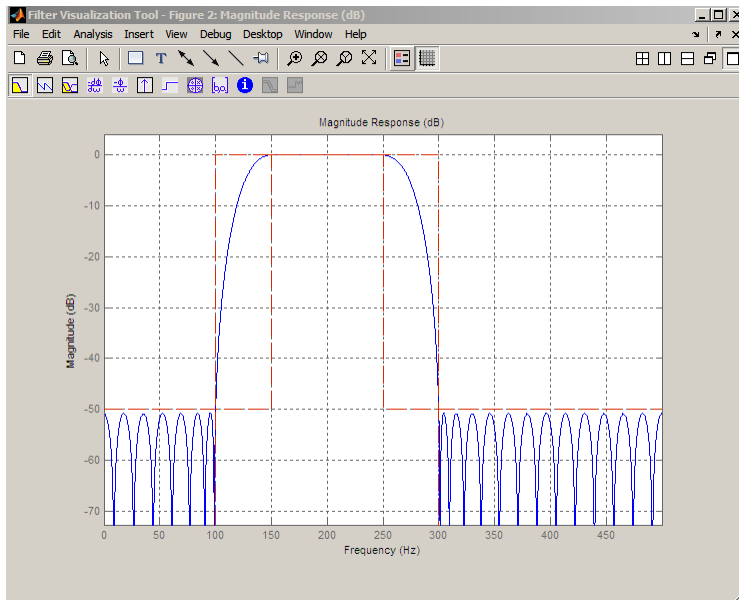 Filter Visualization Tool - Figure 2: Magnitude Response (dB)
File Edit Analysis Insert View Debug Desktop Window Help
Magnitude Response (dB)
0
-10
-20
-30
-40
-50
-60
-70
Magnitude (dB)
0 50 100 150 200 250 300 350 400 450
Frequency (Hz)